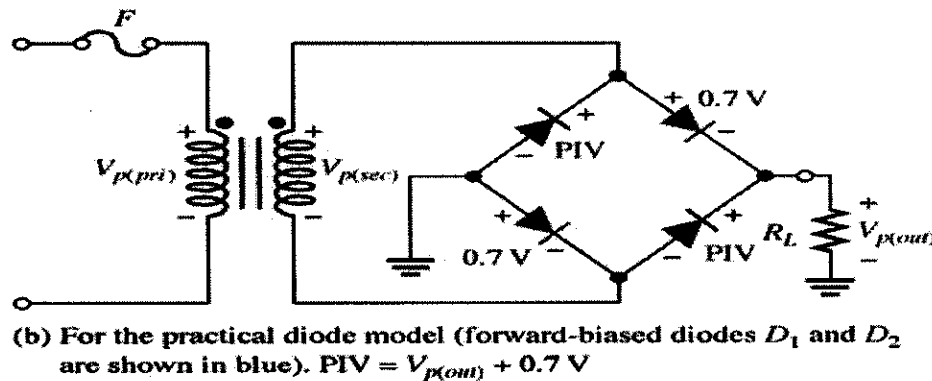 F
+ 0.7 V
+ + + −
V_p(pri) V_p(sec) − PIV
+ + +
− − R_L V_p(out)
0.7 V − − PIV −
(b) For the practical diode model (forward-biased diodes D₁ and D₂
are shown in blue). PIV = V_p(out) + 0.7 V